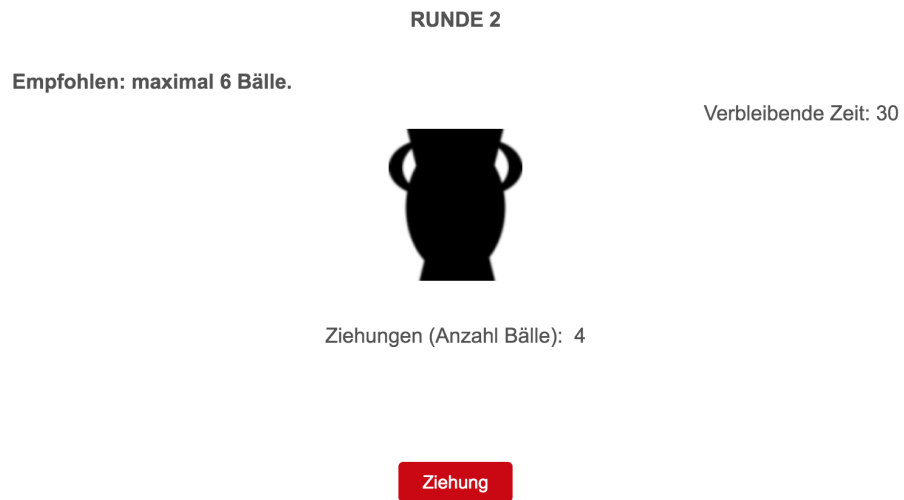 RUNDE 2
Empfohlen: maximal 6 Bälle.
Verbleibende Zeit: 30
Ziehungen (Anzahl Bälle): 4
Ziehung